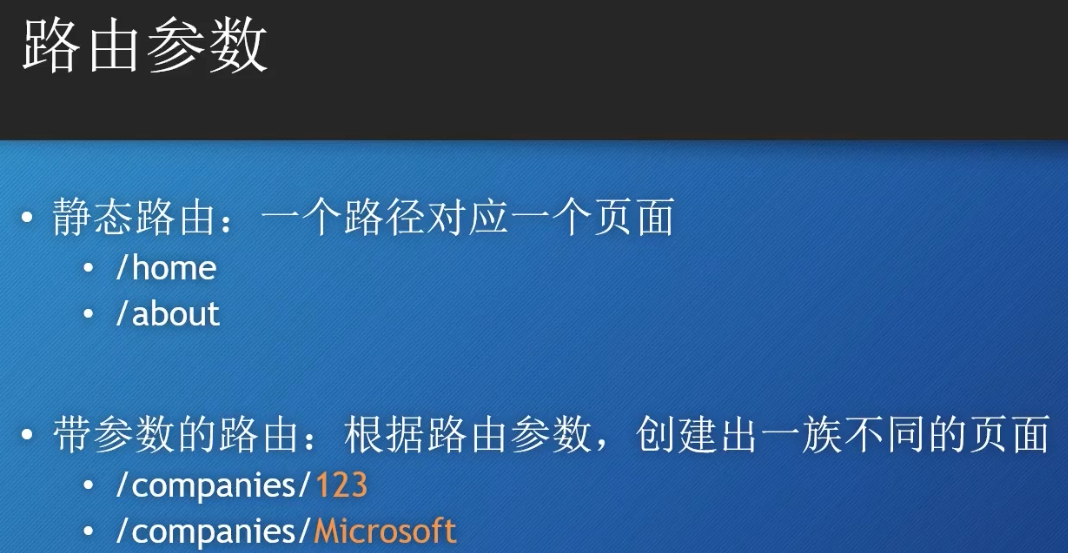 路由参数
• 静态路由：一个路径对应一个页面
• /home
• /about
• 带参数的路由：根据路由参数，创建出一族不同的页面
• /companies/123
• /companies/Microsoft